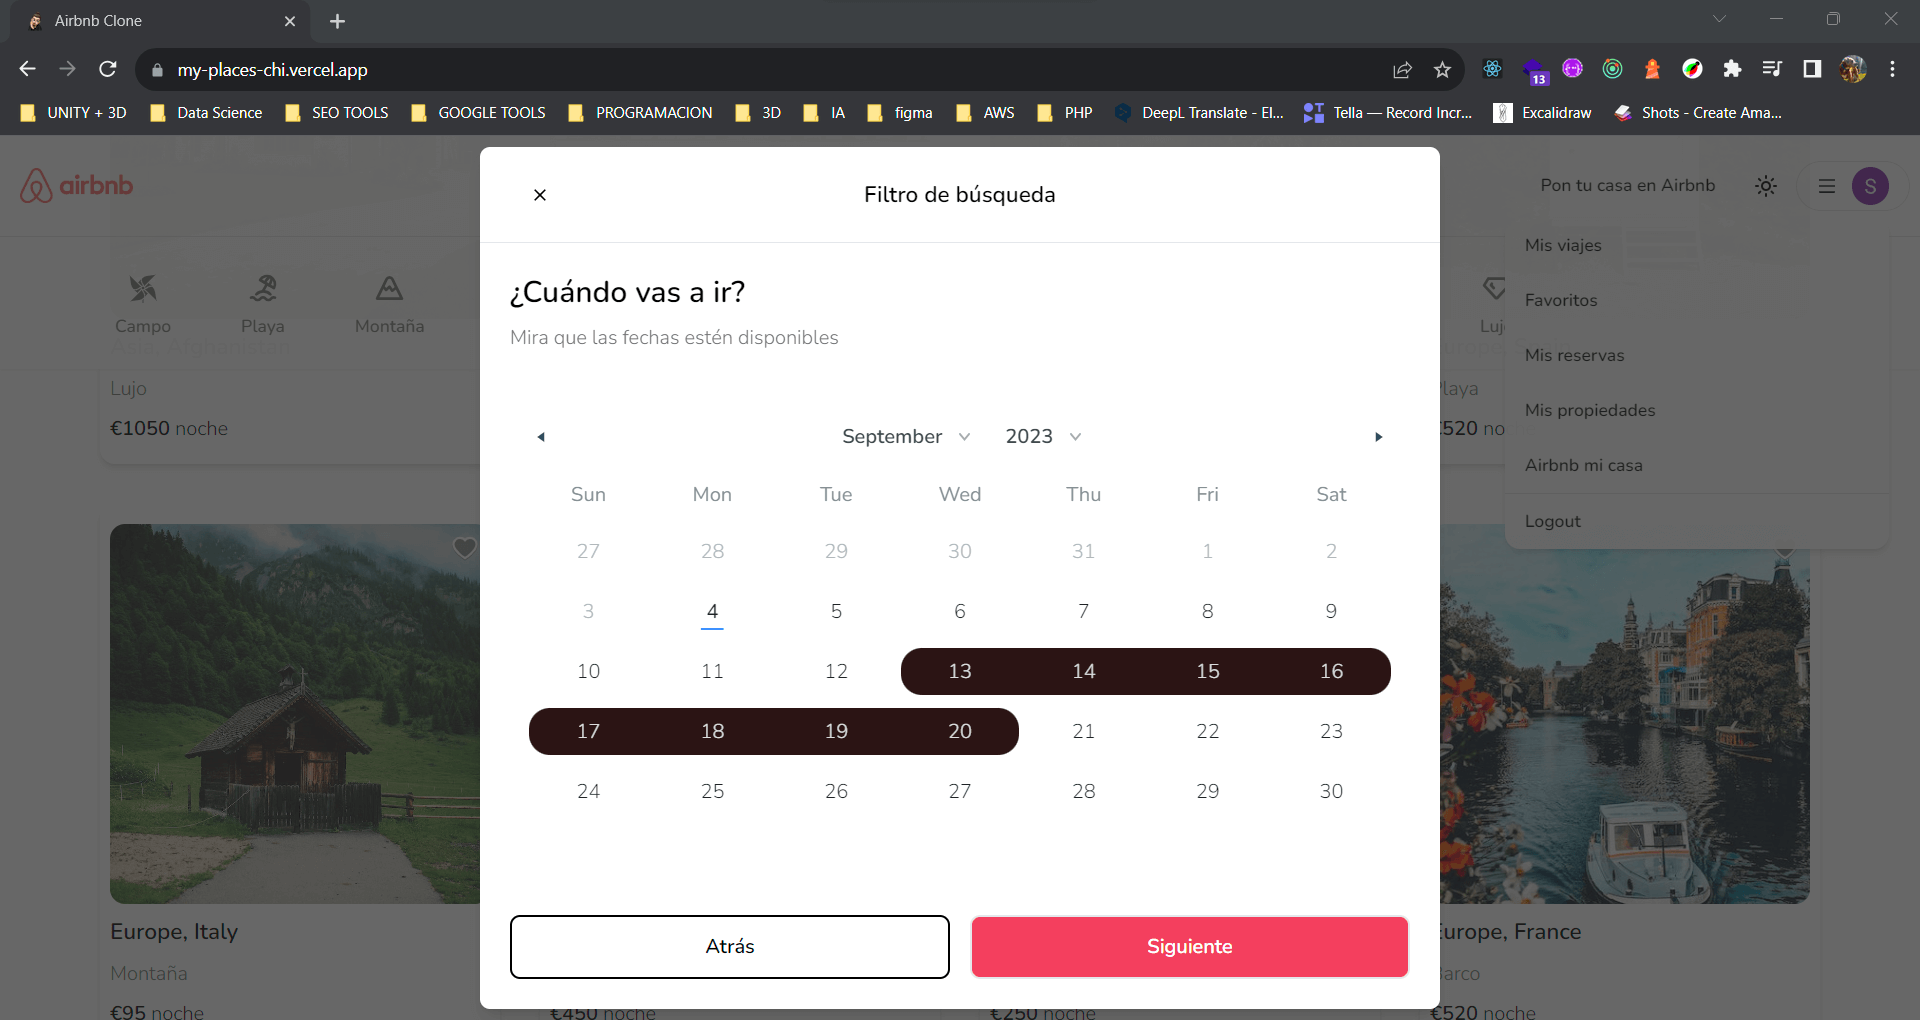 Airbnb Clone
my-places-chi.vercel.app
13
UNITY + 3D
Data Science
SEO TOOLS
GOOGLE TOOLS
PROGRAMACION
3D
IA
figma
AWS
PHP
DeepL Translate - El...
Tella — Record Incr...
Excalidraw
Shots - Create Ama...
airbnb
Filtro de búsqueda
Pon tu casa en Airbnb
S
Campo
Playa
Montaña
Asia, Afghanistan
Lujo
€1050 noche
¿Cuándo vas a ir?
Mira que las fechas estén disponibles
September 2023
Sun Mon Tue Wed Thu Fri Sat
27 28 29 30 31 1 2
3 4 5 6 7 8 9
10 11 12 13 14 15 16
17 18 19 20 21 22 23
24 25 26 27 28 29 30
Atrás
Siguiente
Mis viajes
Favoritos
Mis reservas
Mis propiedades
Airbnb mi casa
Logout
Europe, Italy
Montaña
€95 noche
€450 noche
€250 noche
Europe, France
Barco
€520 noche